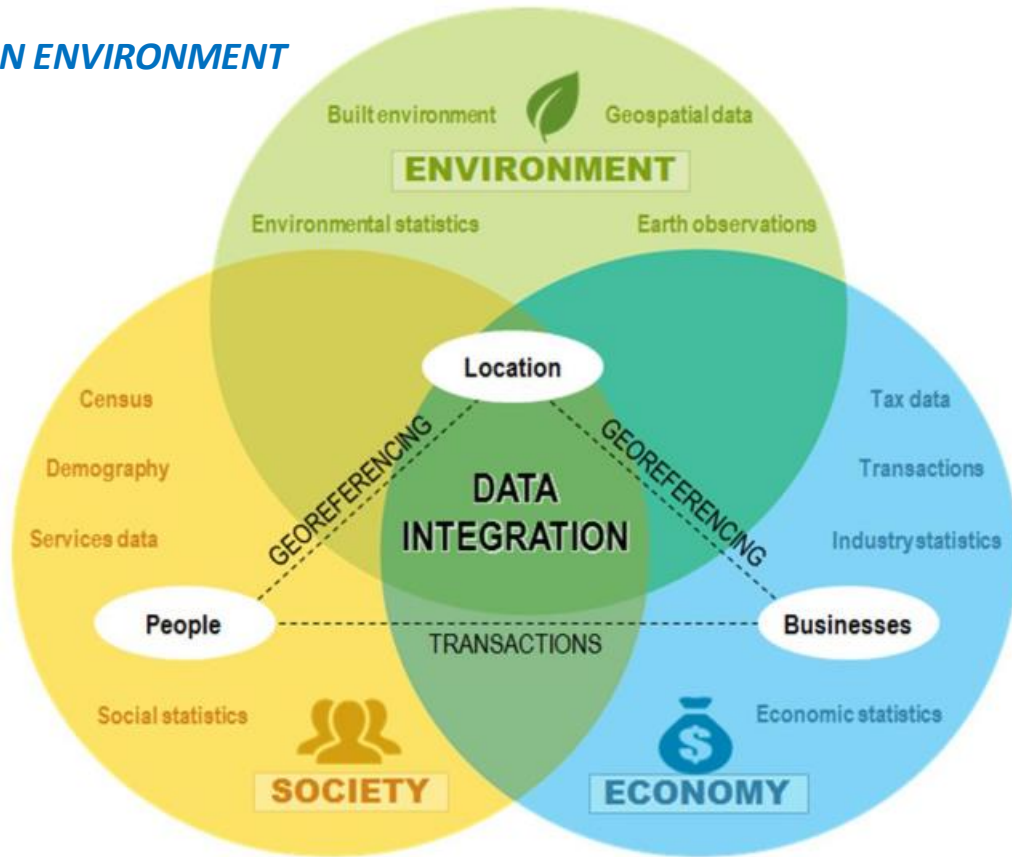 N ENVIRONMENT
Built environment
Geospatial data
ENVIRONMENT
Environmental statistics
Earth observations
Location
Census
Tax data
GEOREFERENCING
GEOREFERENCING
Demography
Transactions
DATA
INTEGRATION
Services data
Industry statistics
People
Businesses
TRANSACTIONS
Social statistics
Economic statistics
$
SOCIETY
ECONOMY